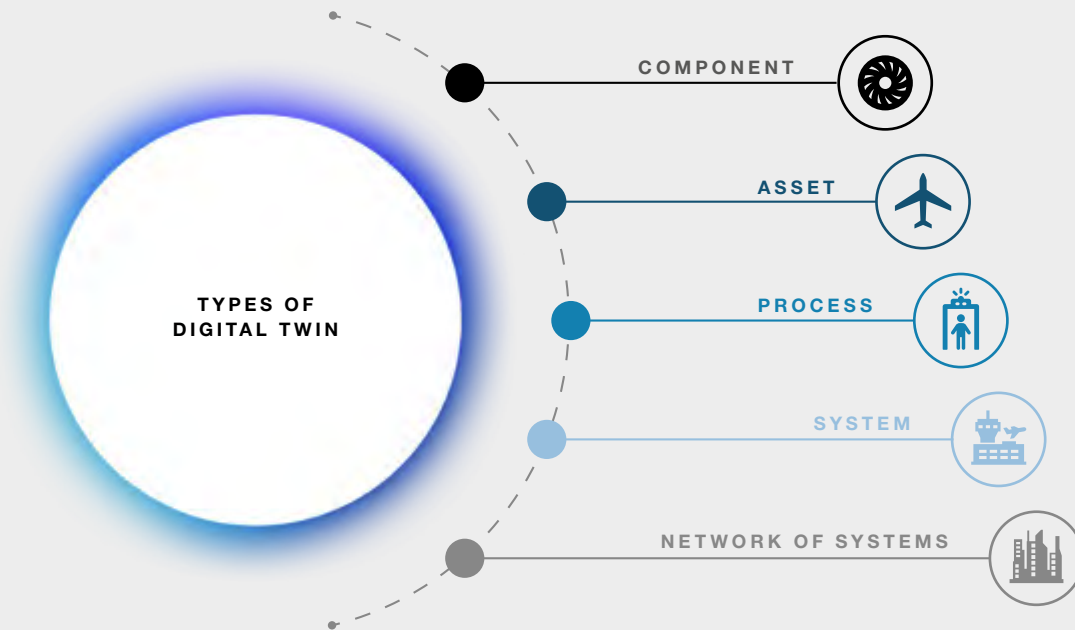 TYPES OF
DIGITAL TWIN
COMPONENT
ASSET
PROCESS
SYSTEM
NETWORK OF SYSTEMS